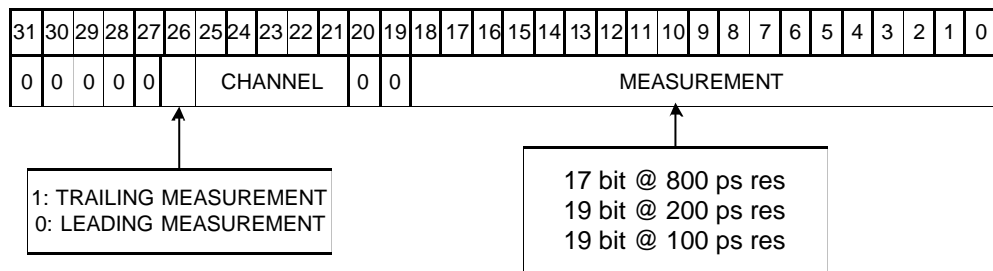 31 30 29 28 27 26 25 24 23 22 21 20 19 18 17 16 15 14 13 12 11 10 9 8 7 6 5 4 3 2 1 0
0 0 0 0 0 CHANNEL 0 0 MEASUREMENT
1: TRAILING MEASUREMENT
0: LEADING MEASUREMENT
17 bit @ 800 ps res
19 bit @ 200 ps res
19 bit @ 100 ps res